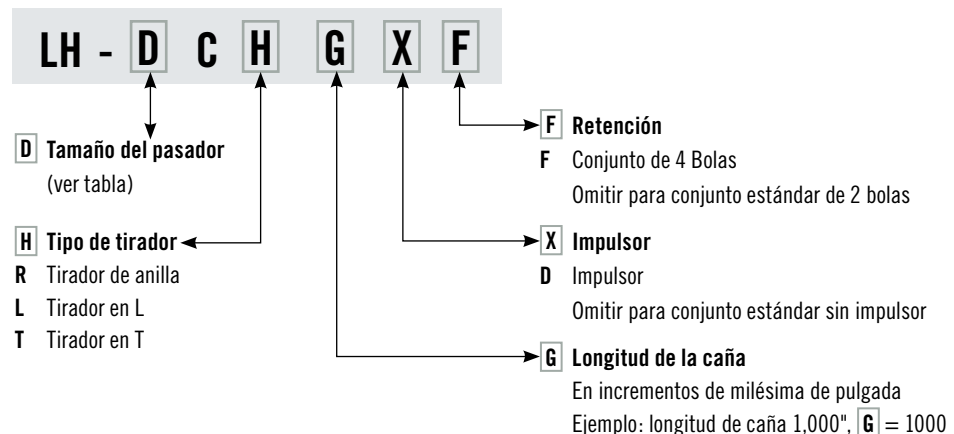 LH - D C H G X F
D Tamaño del pasador
(ver tabla)
H Tipo de tirador
R Tirador de anilla
L Tirador en L
T Tirador en T
F Retención
F Conjunto de 4 Bolas
Omitir para conjunto estándar de 2 bolas
X Impulsor
D Impulsor
Omitir para conjunto estándar sin impulsor
G Longitud de la caña
En incrementos de milésima de pulgada
Ejemplo: longitud de caña 1,000", G = 1000